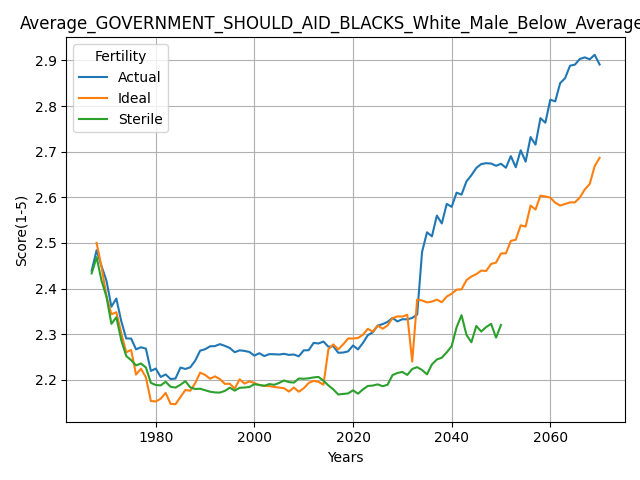 Average_GOVERNMENT_SHOULD_AID_BLACKS_White_Male_Below_Average
Fertility
Actual
Ideal
Sterile
Score(1-5)
2.9
2.8
2.7
2.6
2.5
2.4
2.3
2.2
1980 2000 2020 2040 2060
Years